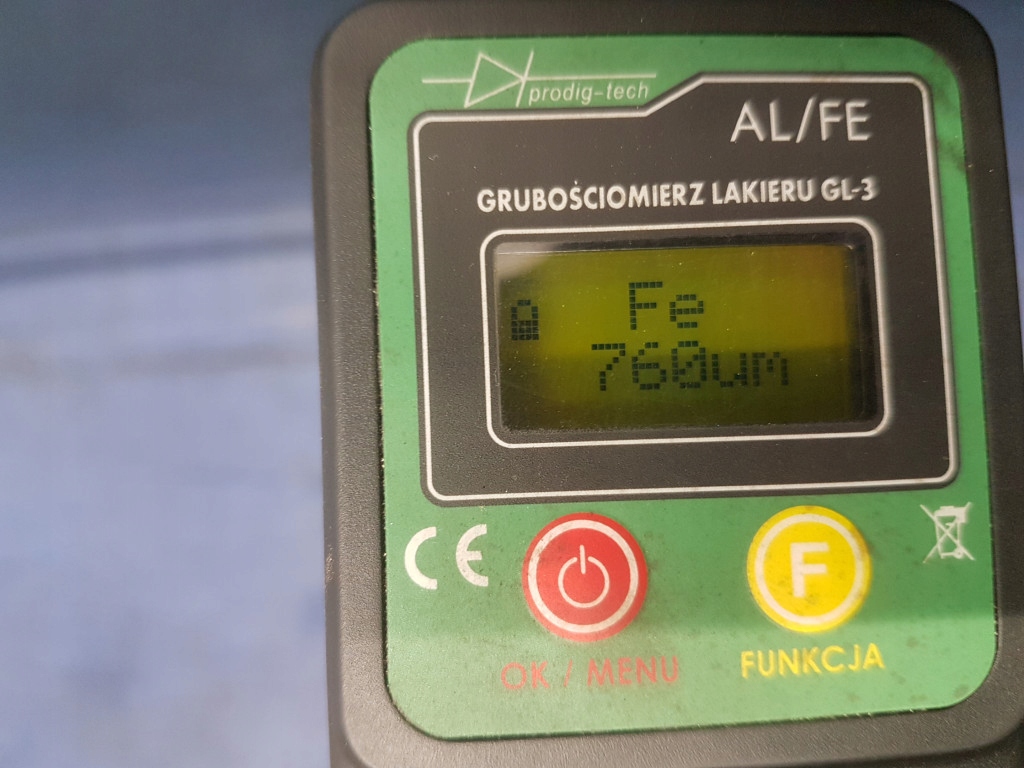 prodig-tech
AL/FE
GRUBOŚCIOMIERZ LAKIERU GL-3
Fe
760um
CE
F
OK / MENU
FUNKCJA